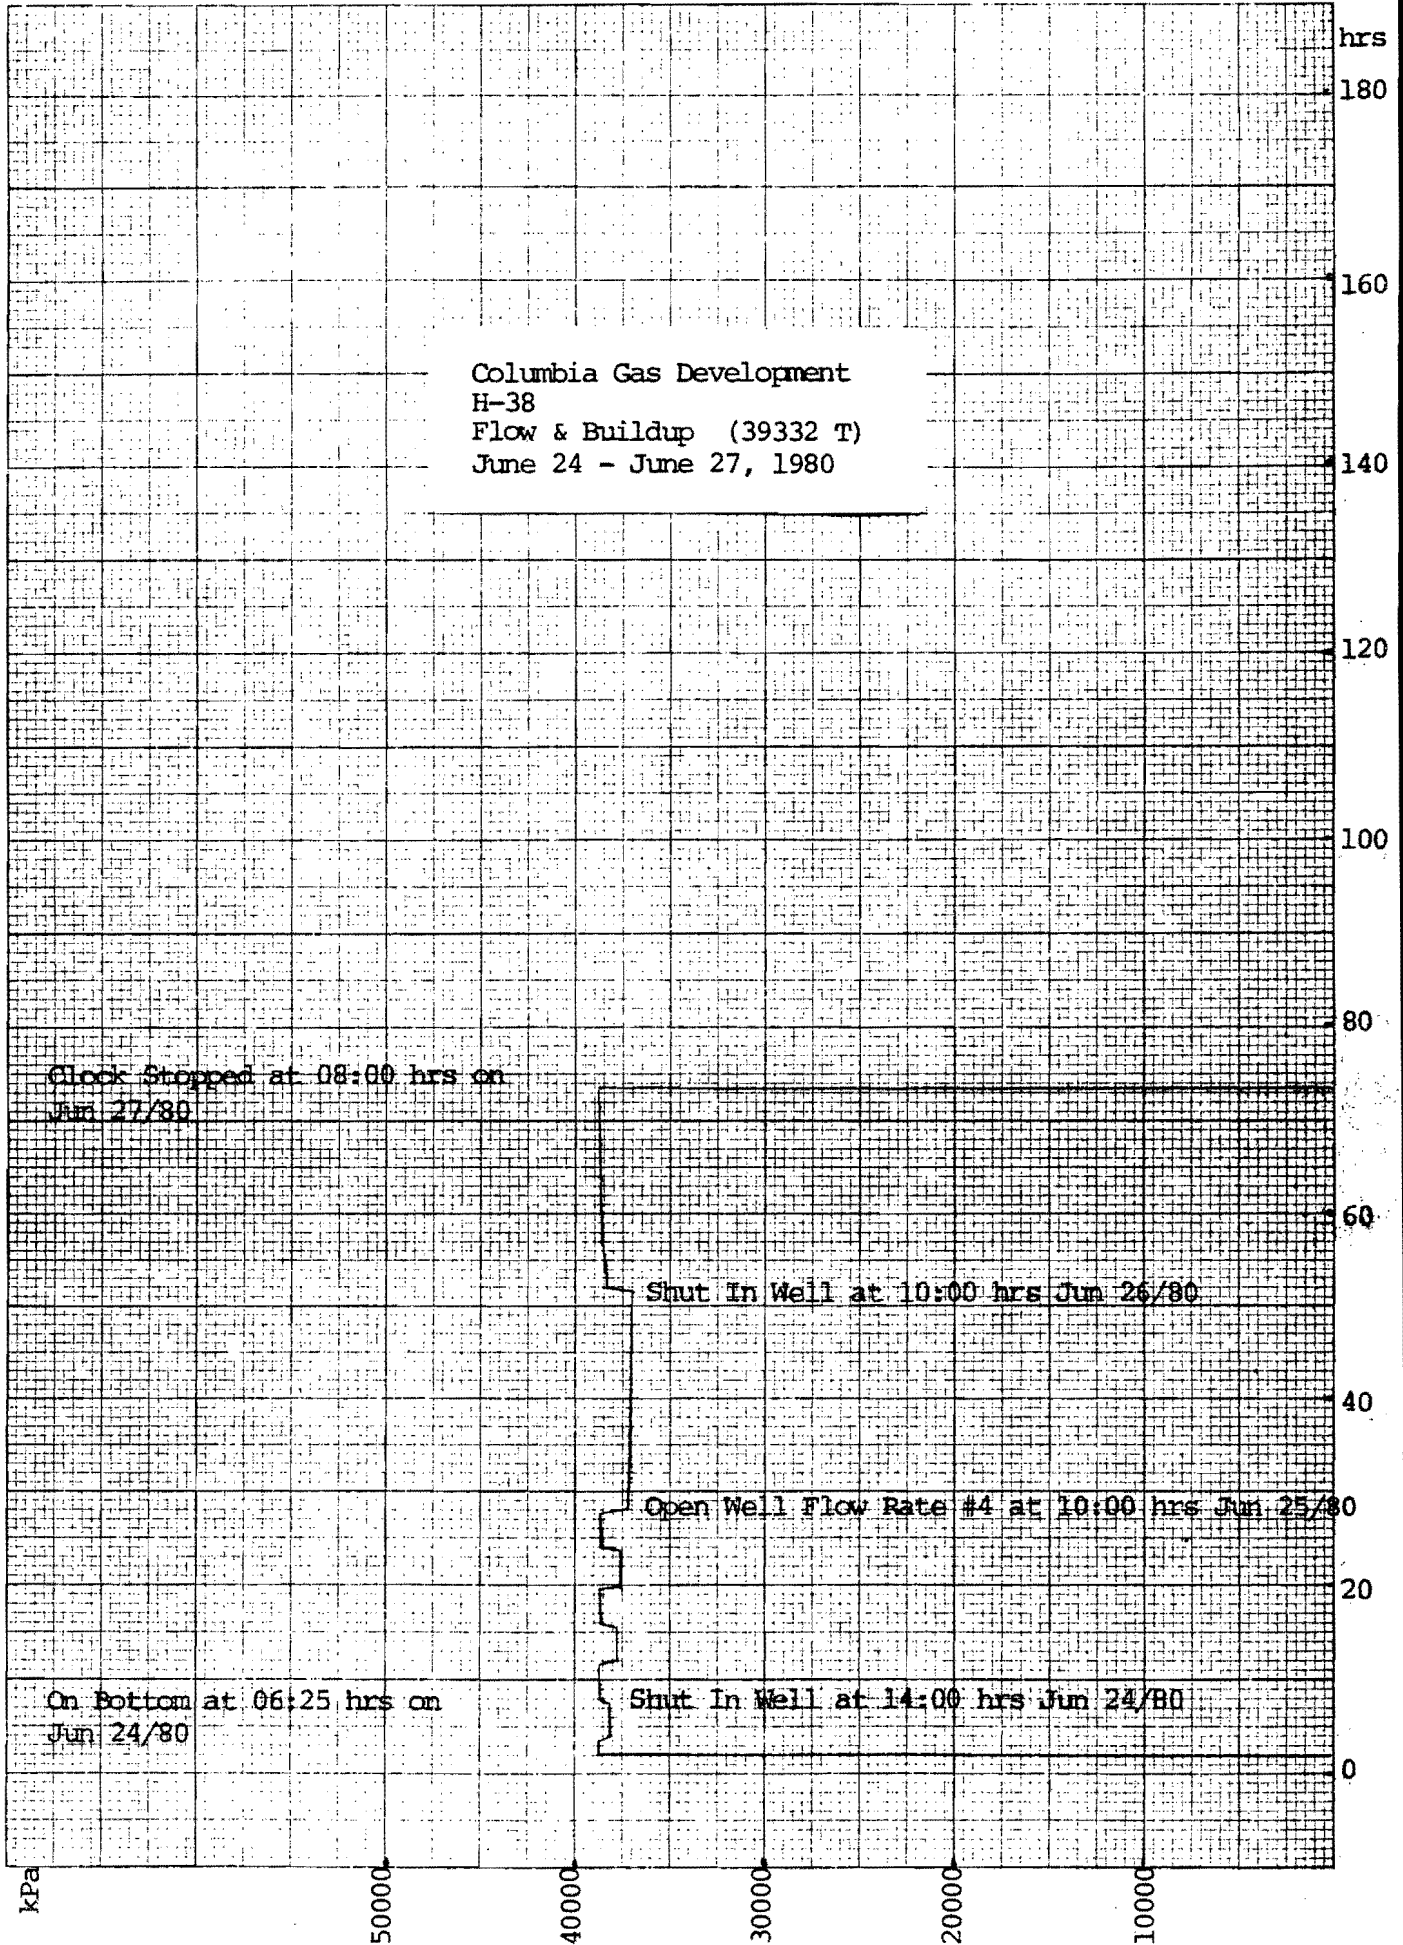 hrs
180
160
Columbia Gas Development
H-38
Flow & Buildup (39332 T)
June 24 - June 27, 1980
140
120
100
80
Clock Stopped at 08:00 hrs on
Jun 27/80
60
Shut In Well at 10:00 hrs Jun 26/80
40
Open Well Flow Rate #4 at 10:00 hrs Jun 25/80
20
On Bottom at 06:25 hrs on
Jun 24/80
Shut In Well at 14:00 hrs Jun 24/80
0
kPa
50000
40000
30000
20000
10000